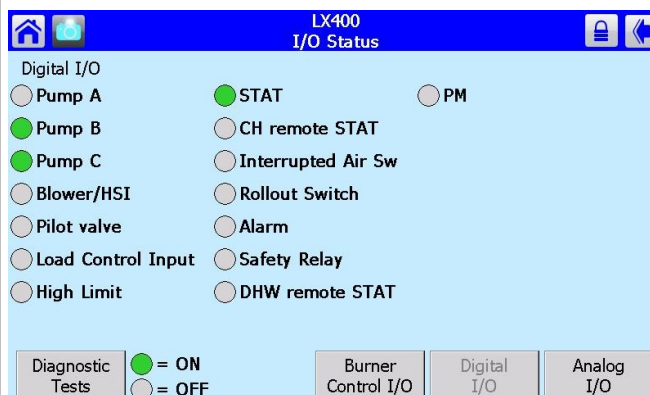 LX400
I/O Status
Digital I/O
Pump A
STAT
PM
Pump B
CH remote STAT
Pump C
Interrupted Air Sw
Blower/HSI
Rollout Switch
Pilot valve
Alarm
Load Control Input
Safety Relay
High Limit
DHW remote STAT
Diagnostic
Tests
= ON
= OFF
Burner
Control I/O
Digital
I/O
Analog
I/O